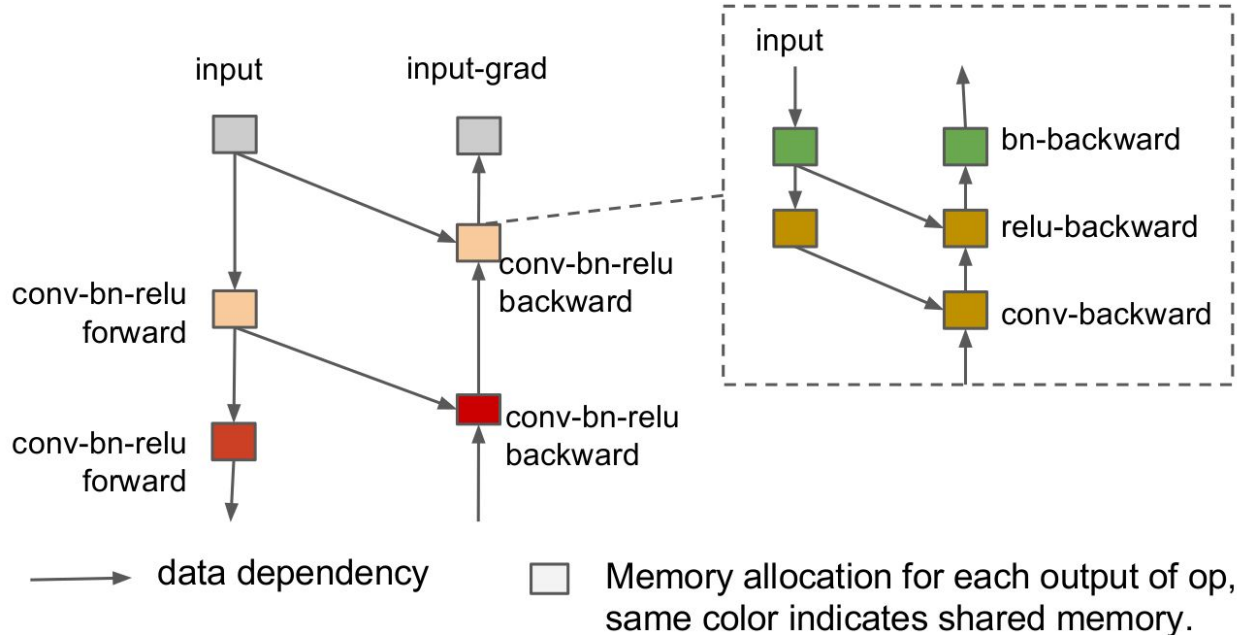 input
input-grad
conv-bn-relu
forward
conv-bn-relu
backward
conv-bn-relu
forward
conv-bn-relu
backward
input
bn-backward
relu-backward
conv-backward
data dependency
Memory allocation for each output of op,
same color indicates shared memory.